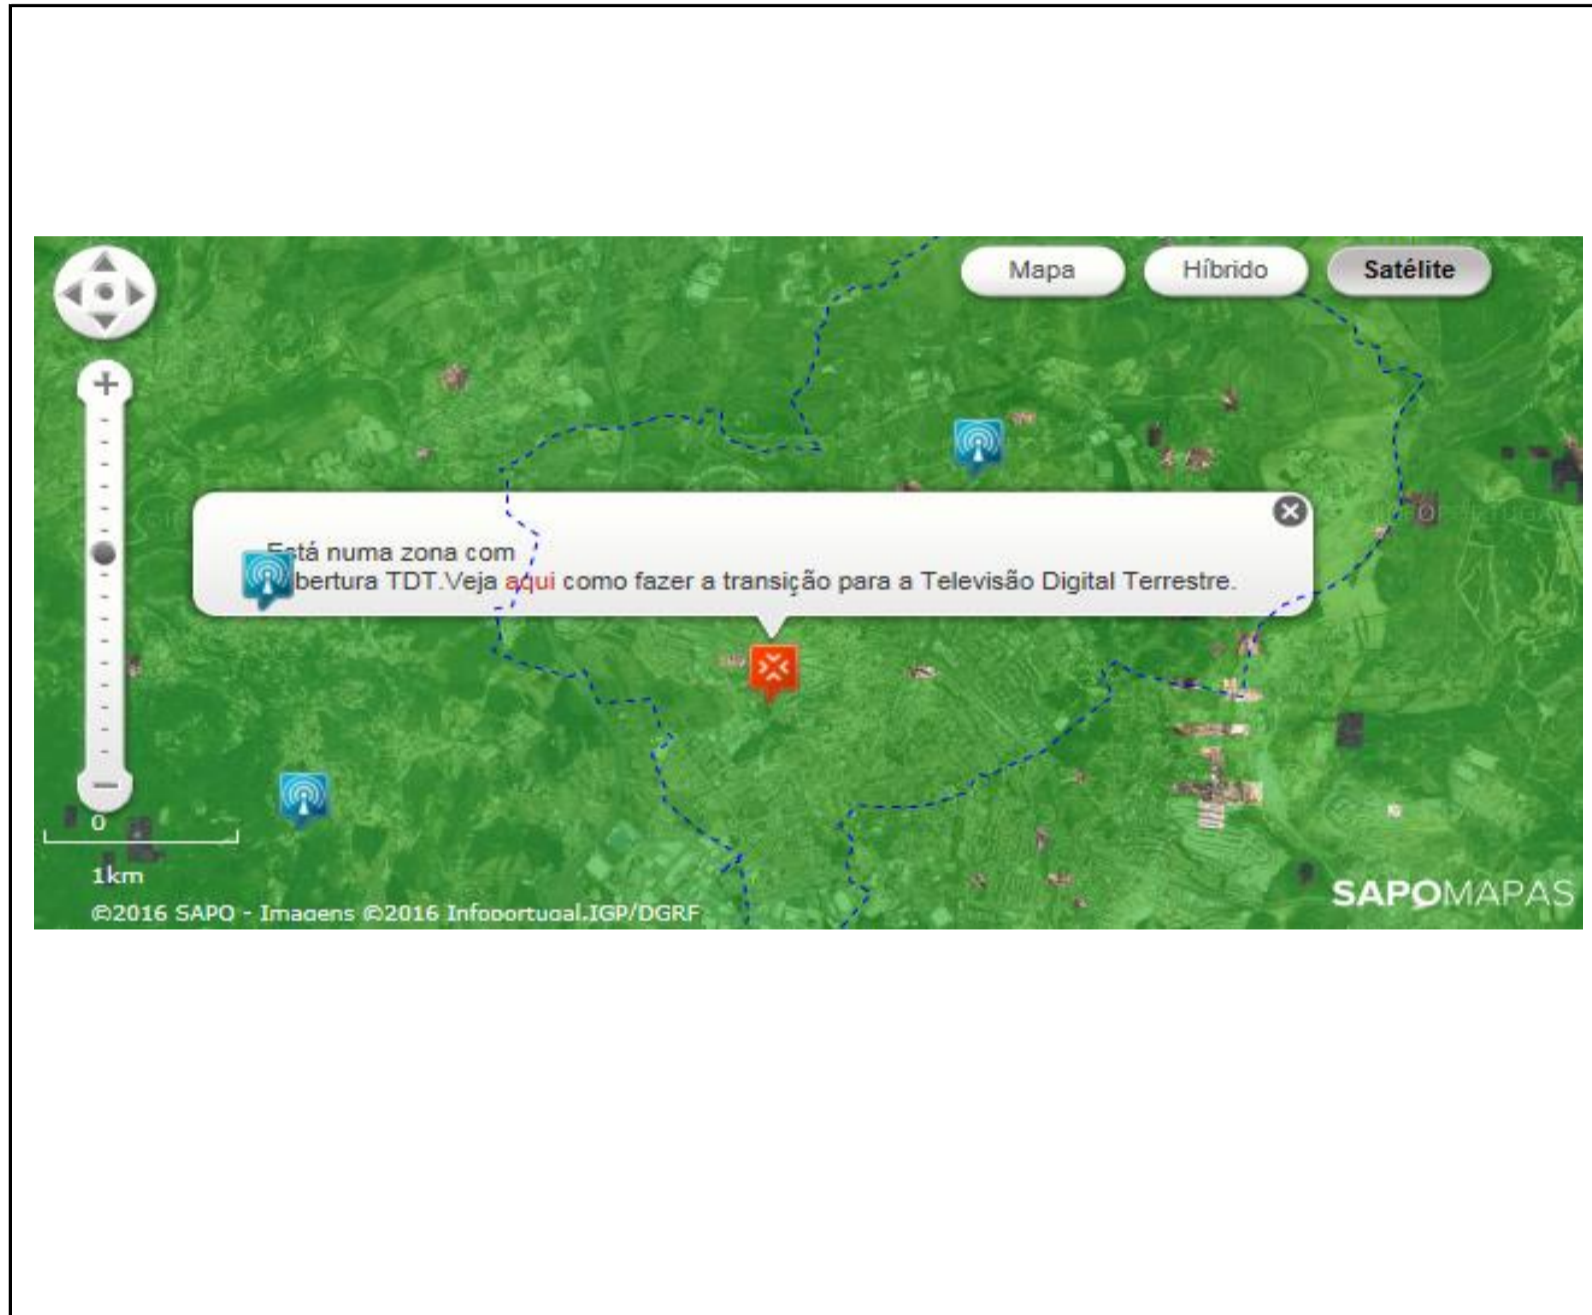 Mapa
Híbrido
Satélite
Está numa zona com
bertura TDT.Veja aqui como fazer a transição para a Televisão Digital Terrestre.
0
1km
©2016 SAPO - Imagens ©2016 Infoportugal,IGP/DGRF
SAPOMAPAS